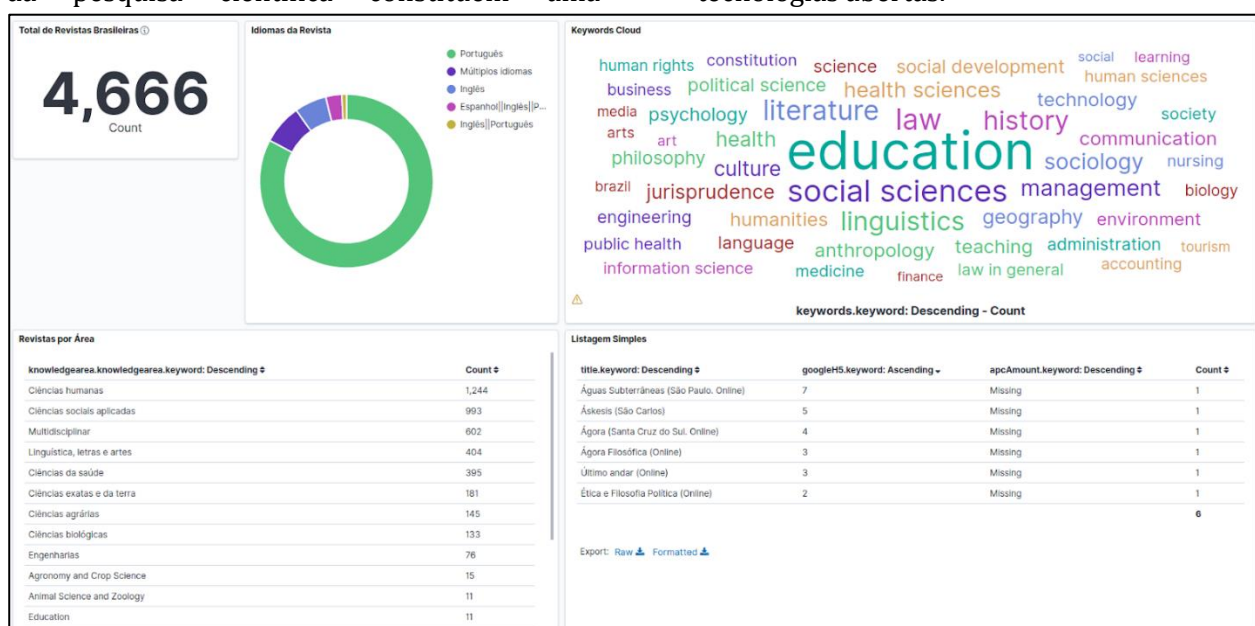 da pesquisa científica constituem uma tecnologias abertas.
Total de Revistas Brasileiras
4,666
Count
Idiomas da Revista
Português
Múltiplos idiomas
Inglês
Espanhol||Inglês||P...
Inglês||Português
Keywords Cloud
human rights constitution science social development social learning
business political science health sciences human sciences
media psychology literature law history technology society
arts art health education communication
philosophy culture sociology nursing
brazil jurisprudence social sciences management biology
engineering humanities linguistics geography environment
public health language anthropology teaching administration tourism
information science medicine finance law in general accounting
keywords.keyword: Descending - Count
Revistas por Área
knowledgearea.knowledgearea.keyword: Descending Count
Ciências humanas 1,244
Ciências sociais aplicadas 993
Multidisciplinar 602
Linguística, letras e artes 404
Ciências da saúde 395
Ciências exatas e da terra 181
Ciências agrárias 145
Ciências biológicas 133
Engenharias 76
Agronomy and Crop Science 15
Animal Science and Zoology 11
Education 11
Listagem Simples
title.keyword: Descending googleH5.keyword: Ascending apcAmount.keyword: Descending Count
Águas Subterrâneas (São Paulo. Online) 7 Missing 1
Áskesis (São Carlos) 5 Missing 1
Ágora (Santa Cruz do Sul. Online) 4 Missing 1
Ágora Filosófica (Online) 3 Missing 1
Último andar (Online) 3 Missing 1
Ética e Filosofia Política (Online) 2 Missing 1
6
Export: Raw Formatted